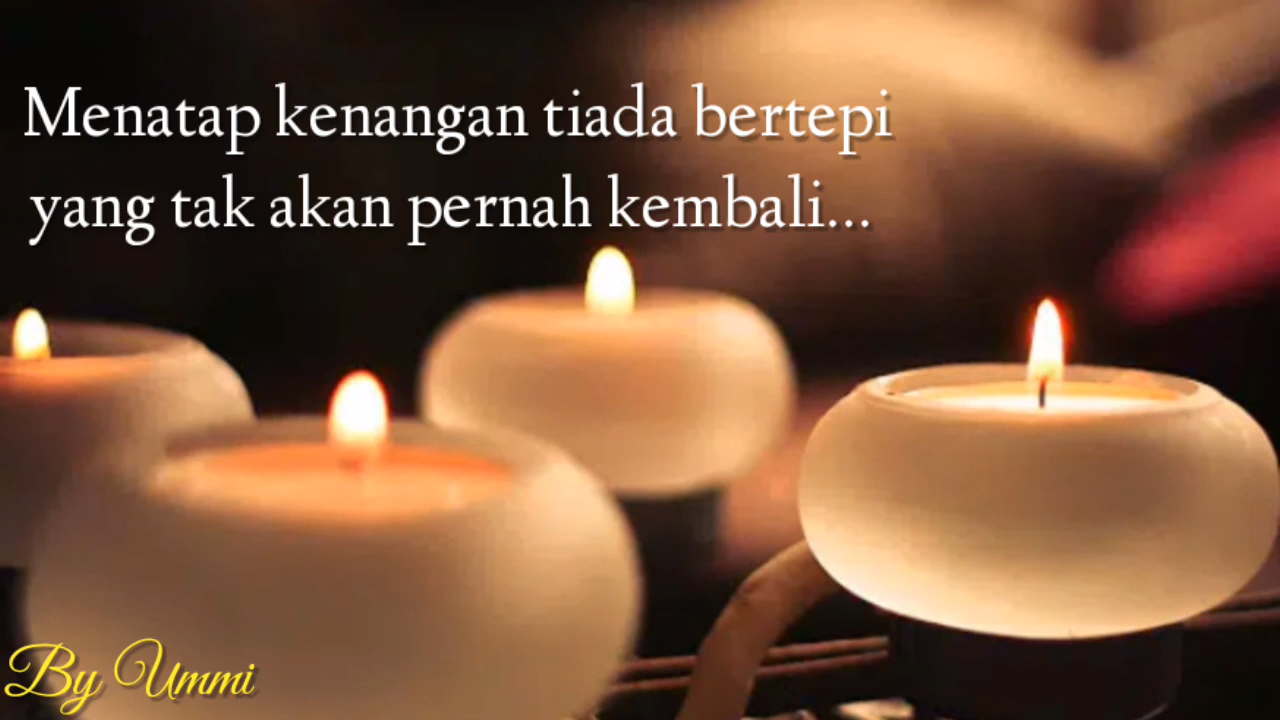 Menatap kenangan tiada bertepi
yang tak akan pernah kembali...
By Ummi